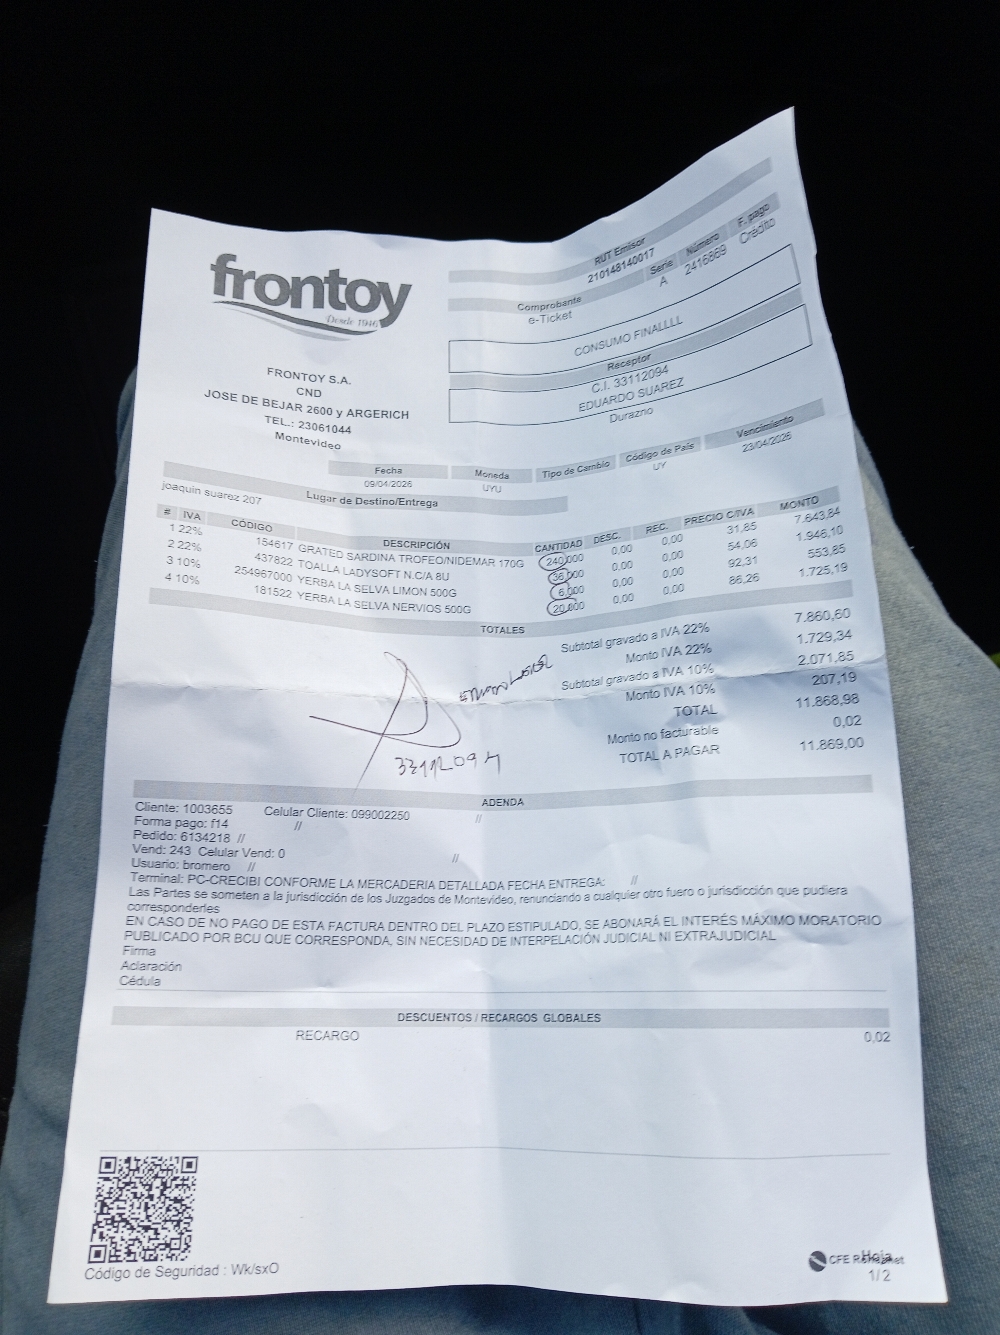 frontoy
Desde 1946
FRONTOY S.A.
CND
JOSE DE BEJAR 2600 y ARGERICH
TEL.: 23061044
Montevideo
RUT Emisor
210148140017
Comprobante Serie Número F. pago
e-Ticket A 2416869 Crédito
CONSUMO FINALLLL
Receptor
C.I. 33112094
EDUARDO SUAREZ
Durazno
Fecha Moneda Tipo de Cambio Código de País Vencimiento
09/04/2026 UYU UY 23/04/2026
Lugar de Destino/Entrega
joaquin suarez 207
# IVA CÓDIGO DESCRIPCIÓN CANTIDAD DESC. REC. PRECIO C/IVA MONTO
1 22% 154617 GRATED SARDINA TROFEO/NIDEMAR 170G 240,000 0,00 0,00 31,85 7.643,84
2 22% 437822 TOALLA LADYSOFT N.C/A 8U 36,000 0,00 0,00 54,06 1.946,10
3 10% 254967000 YERBA LA SELVA LIMON 500G 6,000 0,00 0,00 92,31 553,85
4 10% 181522 YERBA LA SELVA NERVIOS 500G 20,000 0,00 0,00 86,26 1.725,19
TOTALES
Subtotal gravado a IVA 22% 7.860,60
Monto IVA 22% 1.729,34
Subtotal gravado a IVA 10% 2.071,85
Monto IVA 10% 207,19
TOTAL 11.868,98
Monto no facturable 0,02
TOTAL A PAGAR 11.869,00
33112094
ADENDA
Cliente: 1003655 Celular Cliente: 099002250 //
Forma pago: f14 //
Pedido: 6134218 //
Vend: 243 Celular Vend: 0 //
Usuario: bromero //
Terminal: PC-CRECIBI CONFORME LA MERCADERIA DETALLADA FECHA ENTREGA: //
Las Partes se someten a la jurisdicción de los Juzgados de Montevideo, renunciando a cualquier otro fuero o jurisdicción que pudiera
corresponderles
EN CASO DE NO PAGO DE ESTA FACTURA DENTRO DEL PLAZO ESTIPULADO, SE ABONARÁ EL INTERÉS MÁXIMO MORATORIO
PUBLICADO POR BCU QUE CORRESPONDA. SIN NECESIDAD DE INTERPELACIÓN JUDICIAL NI EXTRAJUDICIAL
Firma
Aclaración
Cédula
DESCUENTOS / RECARGOS GLOBALES
RECARGO 0,02
Código de Seguridad : Wk/sxO
CFE
Hoja
1/2